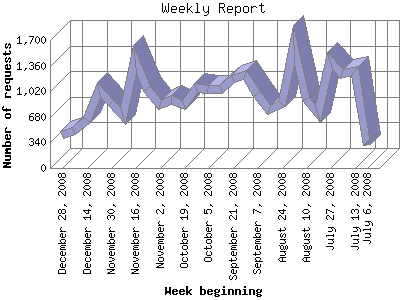 Weekly Report
Number of requests
1,700
1,360
1,020
680
340
0
December 28, 2008
December 14, 2008
November 30, 2008
November 16, 2008
November 2, 2008
October 19, 2008
October 5, 2008
September 21, 2008
September 7, 2008
August 24, 2008
August 10, 2008
July 27, 2008
July 13, 2008
July 6, 2008
Week beginning